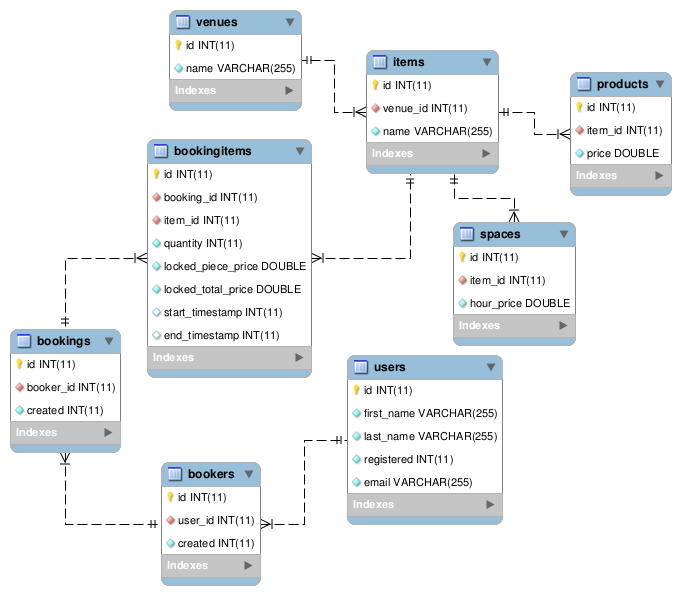 venues
id INT(11)
name VARCHAR(255)
Indexes
items
id INT(11)
venue_id INT(11)
name VARCHAR(255)
Indexes
products
id INT(11)
item_id INT(11)
price DOUBLE
Indexes
bookingitems
id INT(11)
booking_id INT(11)
item_id INT(11)
quantity INT(11)
locked_piece_price DOUBLE
locked_total_price DOUBLE
start_timestamp INT(11)
end_timestamp INT(11)
Indexes
spaces
id INT(11)
item_id INT(11)
hour_price DOUBLE
Indexes
bookings
id INT(11)
booker_id INT(11)
created INT(11)
Indexes
users
id INT(11)
first_name VARCHAR(255)
last_name VARCHAR(255)
registered INT(11)
email VARCHAR(255)
Indexes
bookers
id INT(11)
user_id INT(11)
created INT(11)
Indexes